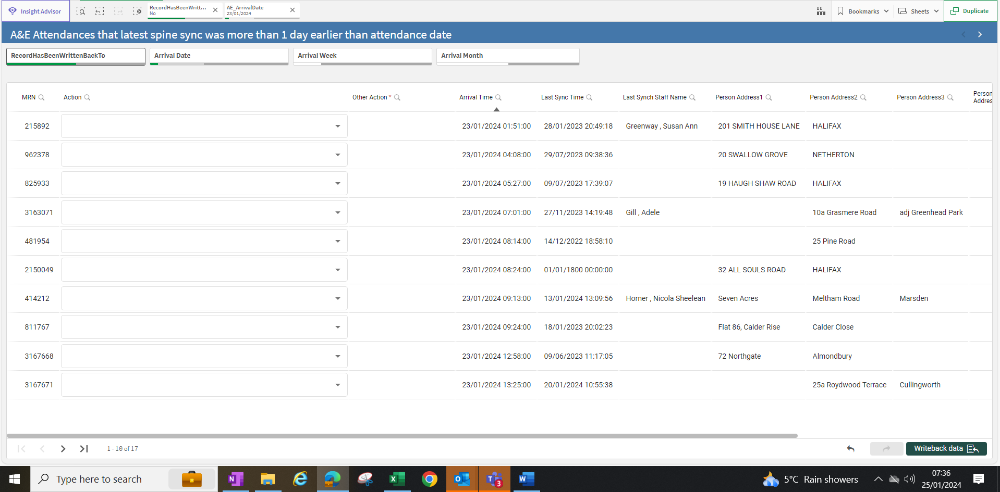 Insight Advisor
RecordHasBeenWritt...
No
AE_ArrivalDate
23/01/2024
Bookmarks
Sheets
Duplicate
A&E Attendances that latest spine sync was more than 1 day earlier than attendance date
RecordHasBeenWrittenBackTo
Arrival Date
Arrival Week
Arrival Month
MRN Action Other Action * Arrival Time Last Sync Time Last Synch Staff Name Person Address1 Person Address2 Person Address3 Person
Addres
215892 23/01/2024 01:51:00 28/01/2023 20:49:18 Greenway , Susan Ann 201 SMITH HOUSE LANE HALIFAX
962378 23/01/2024 04:08:00 29/07/2023 09:38:36 20 SWALLOW GROVE NETHERTON
825933 23/01/2024 05:27:00 09/07/2023 17:39:07 19 HAUGH SHAW ROAD HALIFAX
3163071 23/01/2024 07:01:00 27/11/2023 14:19:48 Gill , Adele 10a Grasmere Road adj Greenhead Park
481954 23/01/2024 08:14:00 14/12/2022 18:58:10 25 Pine Road
2150049 23/01/2024 08:24:00 01/01/1800 00:00:00 32 ALL SOULS ROAD HALIFAX
414212 23/01/2024 09:13:00 13/01/2024 13:09:56 Horner , Nicola Sheelean Seven Acres Meltham Road Marsden
811767 23/01/2024 09:24:00 18/01/2023 20:02:23 Flat 86, Calder Rise Calder Close
3167668 23/01/2024 12:58:00 09/06/2023 11:17:05 72 Northgate Almondbury
3167671 23/01/2024 13:25:00 20/01/2024 10:55:38 25a Roydwood Terrace Cullingworth
1 - 10 of 17
Writeback data
Type here to search
N
X
O
T
3
W
5°C Rain showers
07:36
25/01/2024